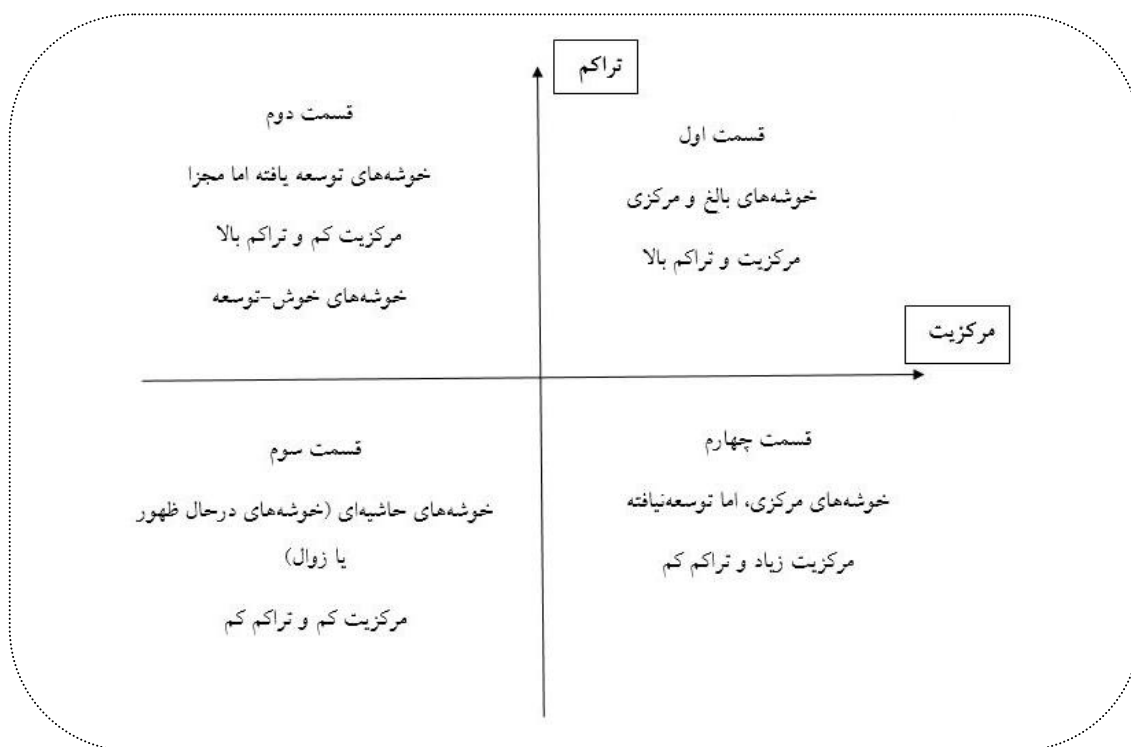 تراکم
قسمت اول
خوشه‌های بالغ و مرکزی
مرکزیت و تراکم بالا
قسمت دوم
خوشه‌های توسعه یافته اما مجزا
مرکزیت کم و تراکم بالا
خوشه‌های خوش-توسعه
مرکزیت
قسمت سوم
خوشه‌های حاشیه‌ای (خوشه‌های درحال ظهور
یا زوال)
مرکزیت کم و تراکم کم
قسمت چهارم
خوشه‌های مرکزی، اما توسعه‌نیافته
مرکزیت زیاد و تراکم کم